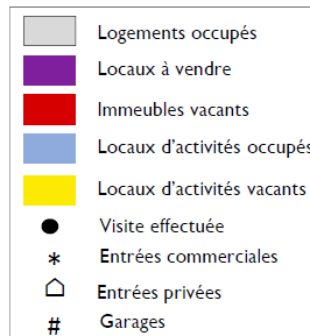 Logements occupés
Locaux à vendre
Immeubles vacants
Locaux d'activités occupés
Locaux d'activités vacants
Visite effectuée
* Entrées commerciales
Entrées privées
# Garages